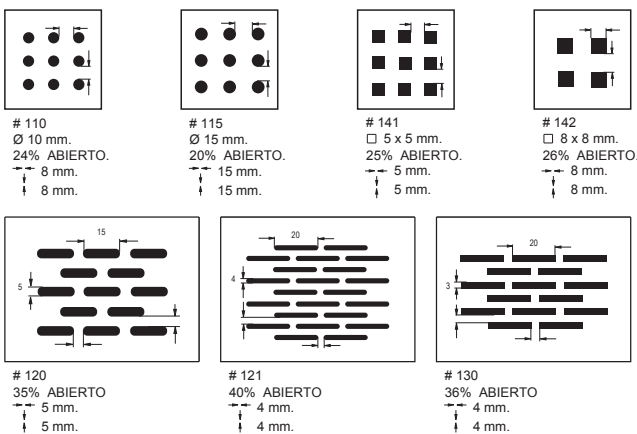 # 110
Ø 10 mm.
24% ABIERTO.
8 mm.
8 mm.
# 115
Ø 15 mm.
20% ABIERTO.
15 mm.
15 mm.
# 141
□ 5 x 5 mm.
25% ABIERTO.
5 mm.
5 mm.
# 142
□ 8 x 8 mm.
26% ABIERTO.
8 mm.
8 mm.
15
5
# 120
35% ABIERTO
5 mm.
5 mm.
20
4
# 121
40% ABIERTO
4 mm.
4 mm.
20
3
# 130
36% ABIERTO
4 mm.
4 mm.